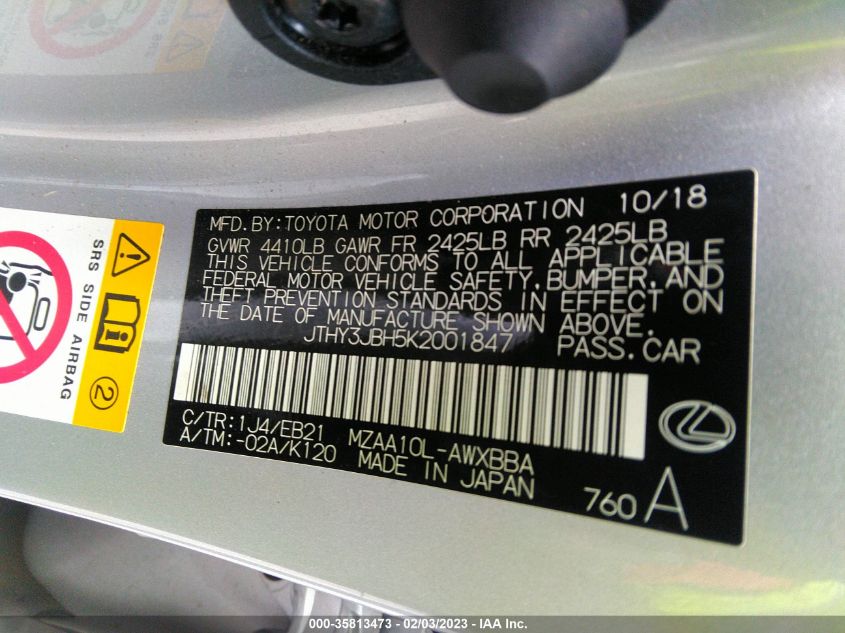 MFD. BY:TOYOTA MOTOR CORPORATION 10/18
GVWR 4410LB GAWR FR 2425LB RR 2425LB
THIS VEHICLE CONFORMS TO ALL APPLICABLE
FEDERAL MOTOR VEHICLE SAFETY, BUMPER, AND
THEFT PREVENTION STANDARDS IN EFFECT ON
THE DATE OF MANUFACTURE SHOWN ABOVE.
JTHY3JBH5K2001847 PASS. CAR
C/TR:1J4/EB21
A/TM:-02A/K120
MZAA10L-AWXBBA
MADE IN JAPAN
760 A
SRS SIDE AIRBAG
2
000-35813473 - 02/03/2023 - IAA Inc.